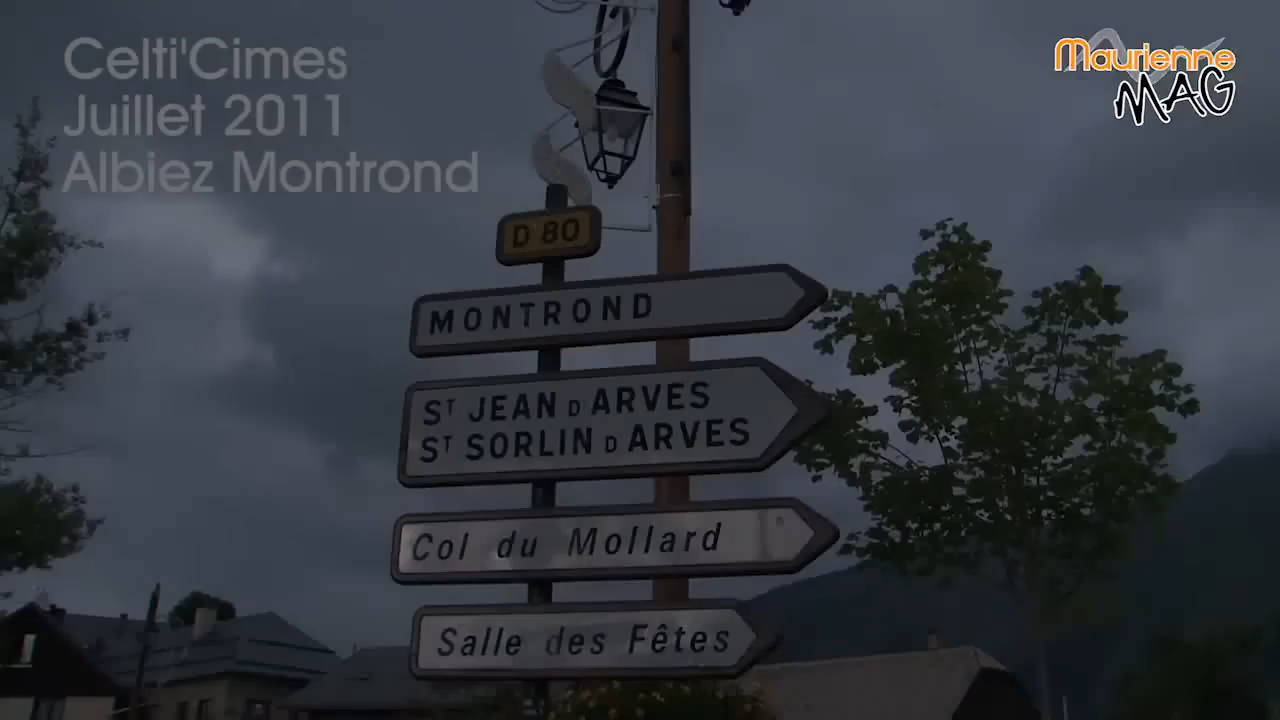 Celti'Cimes
Juillet 2011
Albiez Montrond
Maurienne
MAG
D 80
MONTROND
ST JEAN D ARVES
ST SORLIN D ARVES
Col du Mollard
Salle des Fêtes